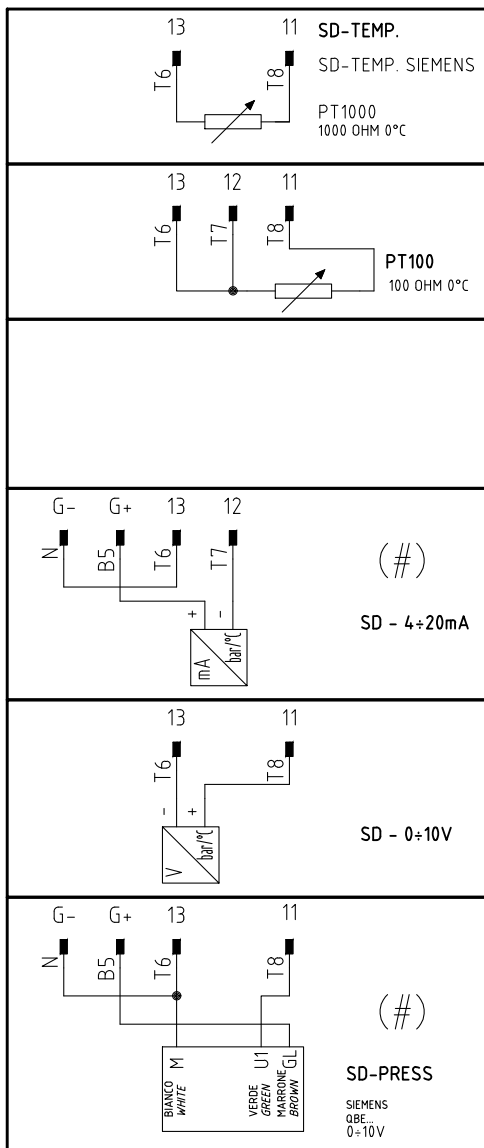 13 11 SD-TEMP.
T6 T8 SD-TEMP. SIEMENS
PT1000
1000 OHM 0°C
13 12 11
T6 T7 T8
PT100
100 OHM 0°C
G- G+ 13 12
N B5 T6 T7
(#)
+ -
mA bar/°C
SD - 4÷20mA
13 11
T6 T8
- +
V bar/°C
SD - 0÷10V
G- G+ 13 11
N B5 T6 T8
(#)
M U1 GL
BIANCO
WHITE
VERDE
GREEN
MARRONE
BROWN
SD-PRESS
SIEMENS
QBE...
0÷10V